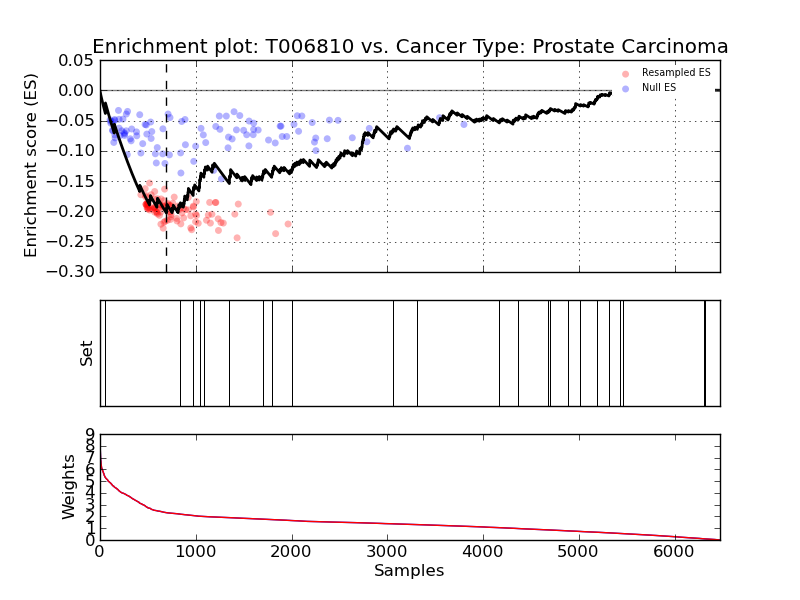 Enrichment plot: T006810 vs. Cancer Type: Prostate Carcinoma
Enrichment score (ES)
0.05
0.00
−0.05
−0.10
−0.15
−0.20
−0.25
−0.30
Resampled ES
Null ES
Set
Weights
9
8
7
6
5
4
3
2
1
0
0 1000 2000 3000 4000 5000 6000
Samples